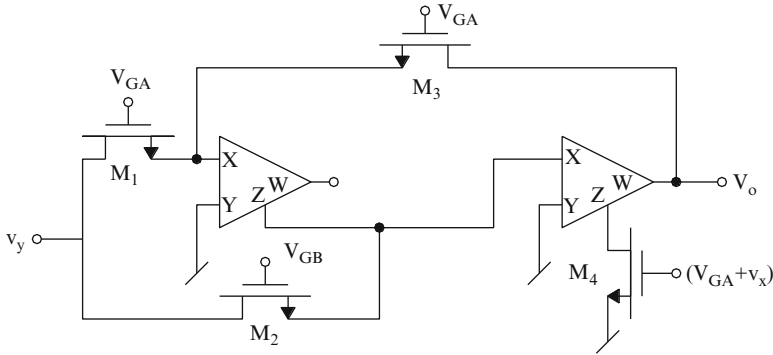 V_GA
V_GA
M_3
M_1
X
W
Z
Y
X
W
Z
Y
V_o
v_y
V_GB
M_2
M_4
(V_GA+v_x)